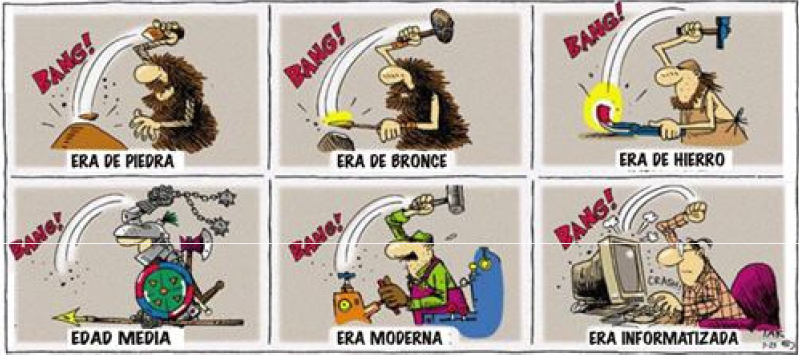 BANG!
ERA DE PIEDRA
BANG!
ERA DE BRONCE
BANG!
ERA DE HIERRO
BANG!
EDAD MEDIA
BANG!
ERA MODERNA
BANG!
CRASH!
ERA INFORMATIZADA